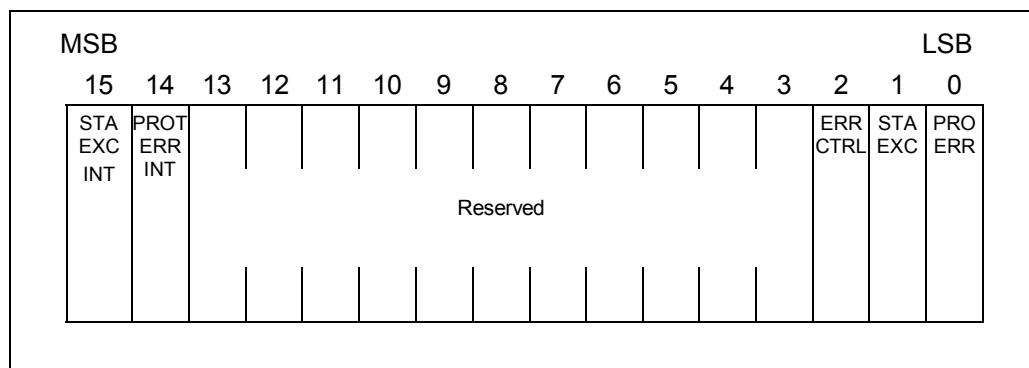 MSB LSB
15 14 13 12 11 10 9 8 7 6 5 4 3 2 1 0
STA PROT ERR STA PRO
EXC ERR CTRL EXC ERR
INT INT
Reserved